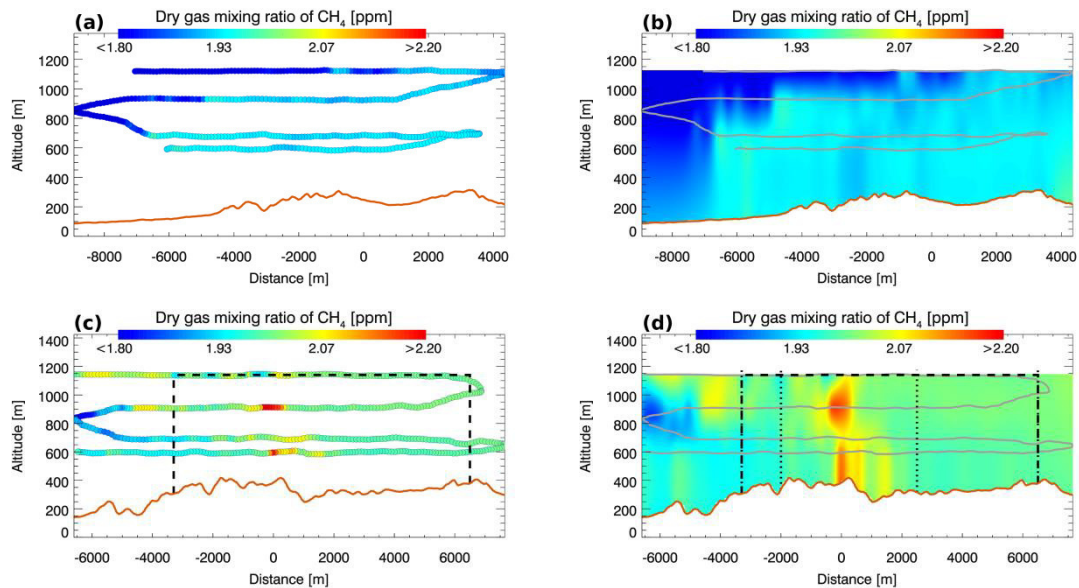 (a) Dry gas mixing ratio of CH4 [ppm]
<1.80 1.93 2.07 >2.20
1200
1000
800
600
400
200
0
Altitude [m]
-8000 -6000 -4000 -2000 0 2000 4000
Distance [m]
(b) Dry gas mixing ratio of CH4 [ppm]
<1.80 1.93 2.07 >2.20
1200
1000
800
600
400
200
0
Altitude [m]
-8000 -6000 -4000 -2000 0 2000 4000
Distance [m]
(c) Dry gas mixing ratio of CH4 [ppm]
<1.80 1.93 2.07 >2.20
1400
1200
1000
800
600
400
200
0
Altitude [m]
-6000 -4000 -2000 0 2000 4000 6000
Distance [m]
(d) Dry gas mixing ratio of CH4 [ppm]
<1.80 1.93 2.07 >2.20
1400
1200
1000
800
600
400
200
0
Altitude [m]
-6000 -4000 -2000 0 2000 4000 6000
Distance [m]